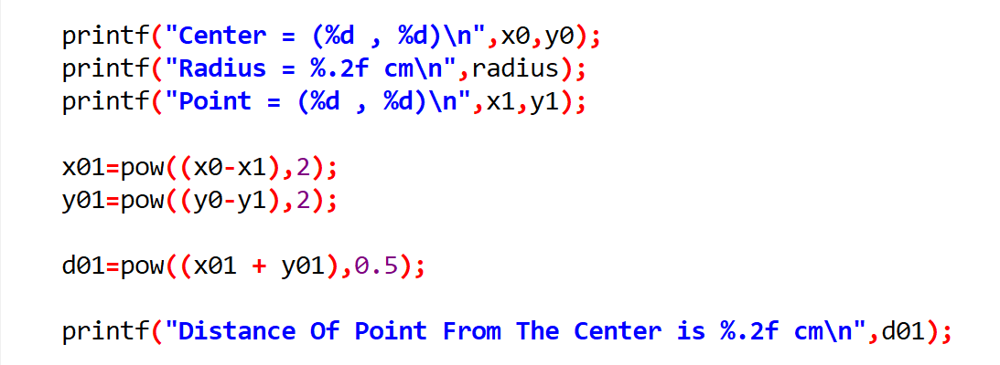 printf("Center = (%d , %d)\n",x0,y0);
printf("Radius = %.2f cm\n",radius);
printf("Point = (%d , %d)\n",x1,y1);
x01=pow((x0-x1),2);
y01=pow((y0-y1),2);
d01=pow((x01 + y01),0.5);
printf("Distance Of Point From The Center is %.2f cm\n",d01);